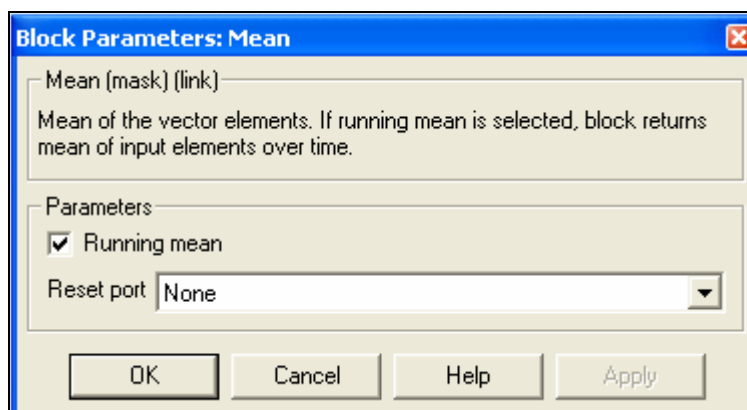 Block Parameters: Mean
Mean (mask) (link)
Mean of the vector elements. If running mean is selected, block returns
mean of input elements over time.
Parameters
Running mean
Reset port None
OK Cancel Help Apply